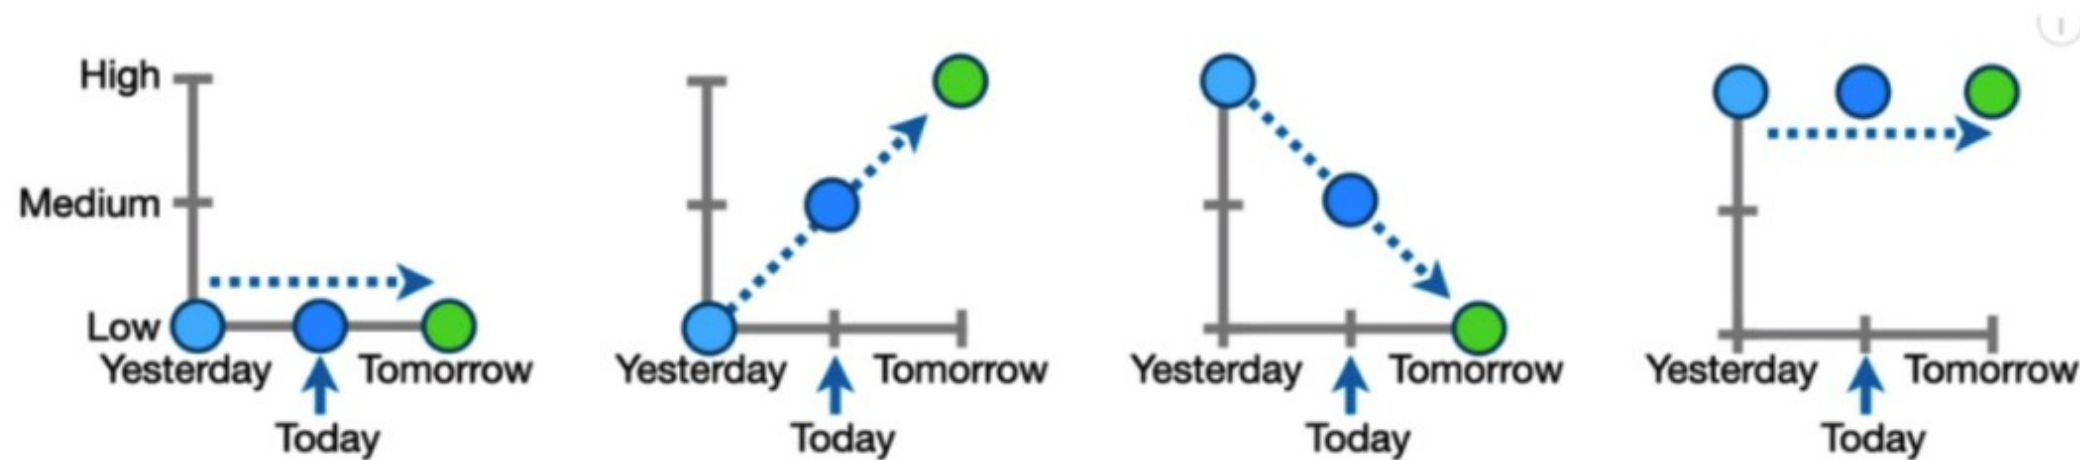 High
Medium
Low
Yesterday Tomorrow Yesterday Tomorrow Yesterday Tomorrow Yesterday Tomorrow
Today Today Today Today